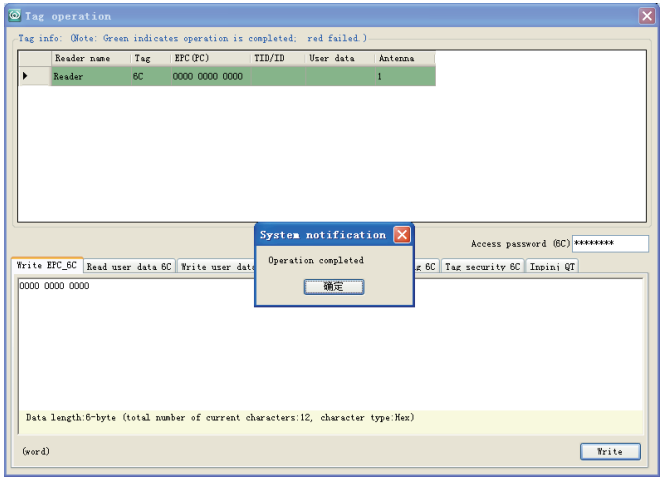 Tag operation
Tag info: (Note: Green indicates operation is completed; red failed.)
Reader name Tag EPC(PC) TID/ID User data Antenna
Reader 6C 0000 0000 0000 1
System notification
Operation completed
确定
Access password (6C) ********
Write EPC_6C Read user data 6C Write user 6C Tag security 6C Inpinj QT
0000 0000 0000
Data length:6-byte (total number of current characters:12, character type:Hex)
(word)
Write